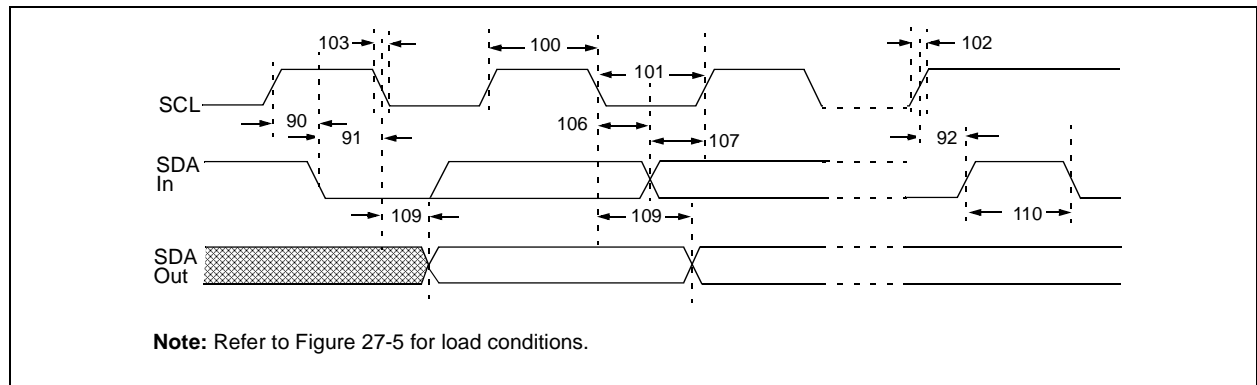 103
100
102
101
SCL
90
91
106
107
92
SDA
In
109
109
110
SDA
Out
Note: Refer to Figure 27-5 for load conditions.